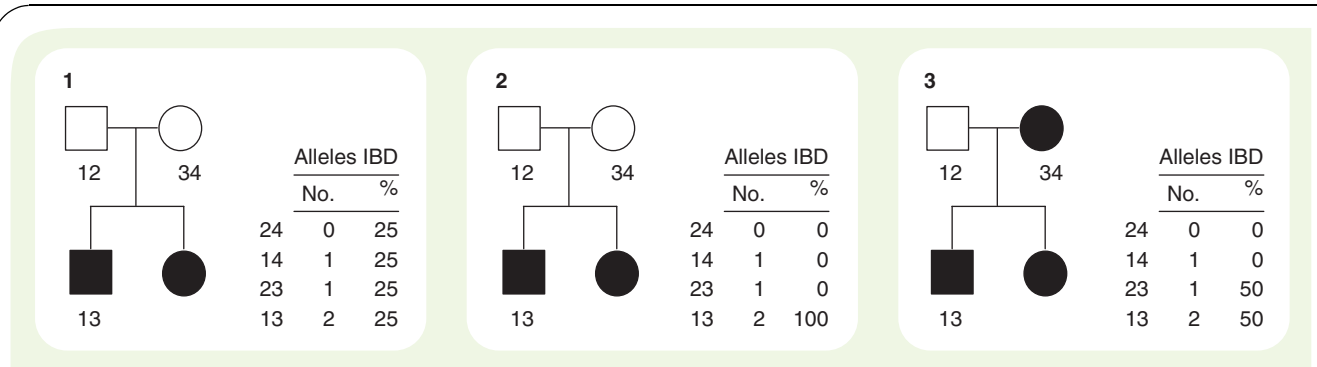 1
12 34
13
Alleles IBD
No. %
24 0 25
14 1 25
23 1 25
13 2 25
2
12 34
13
Alleles IBD
No. %
24 0 0
14 1 0
23 1 0
13 2 100
3
12 34
13
Alleles IBD
No. %
24 0 0
14 1 0
23 1 50
13 2 50